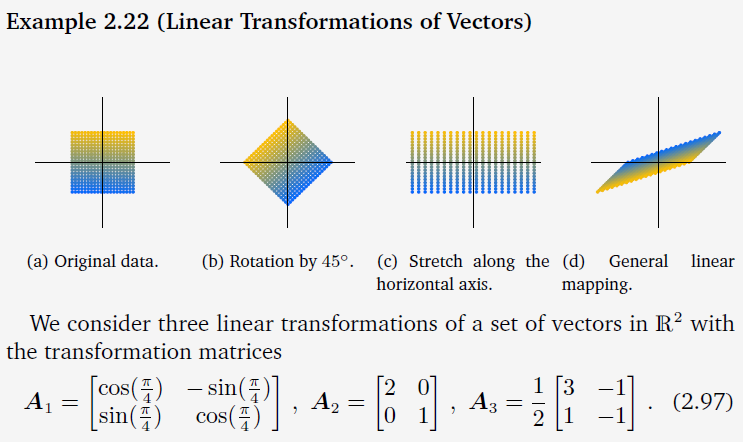 Example 2.22 (Linear Transformations of Vectors)
(a) Original data.
(b) Rotation by 45°.
(c) Stretch along the
horizontal axis.
(d) General linear
mapping.
We consider three linear transformations of a set of vectors in ℝ² with
the transformation matrices
A₁ = [cos(π/4) −sin(π/4); sin(π/4) cos(π/4)] , A₂ = [2 0; 0 1] , A₃ = 1/2 [3 −1; 1 −1] . (2.97)